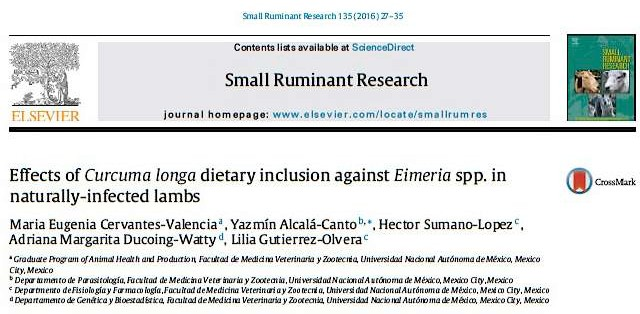 Small Ruminant Research 135 (2016) 27–35
Contents lists available at ScienceDirect
Small Ruminant Research
journal homepage: www.elsevier.com/locate/smallrumres
ELSEVIER
SMALL
RUMINANT
RESEARCH
Effects of Curcuma longa dietary inclusion against Eimeria spp. in
naturally-infected lambs
CrossMark
Maria Eugenia Cervantes-Valencia a, Yazmín Alcalá-Canto b,*, Hector Sumano-Lopez c,
Adriana Margarita Ducoing-Watty d, Lilia Gutierrez-Olvera c
a Graduate Program of Animal Health and Production, Facultad de Medicina Veterinaria y Zootecnia, Universidad Nacional Autónoma de México, Mexico
City, Mexico
b Departamento de Parasitología, Facultad de Medicina Veterinaria y Zootecnia, Universidad Nacional Autónoma de México, Mexico City, Mexico
c Departmento de Fisiología y Farmacología, Facultad de Medicina Veterinaria y Zootecnia, Universidad Nacional Autónoma de México, Mexico City, Mexico
d Departamento de Genética y Bioestadística, Facultad de Medicina Veterinaria y Zootecnia, Universidad Nacional Autónoma de México, Mexico City, Mexico